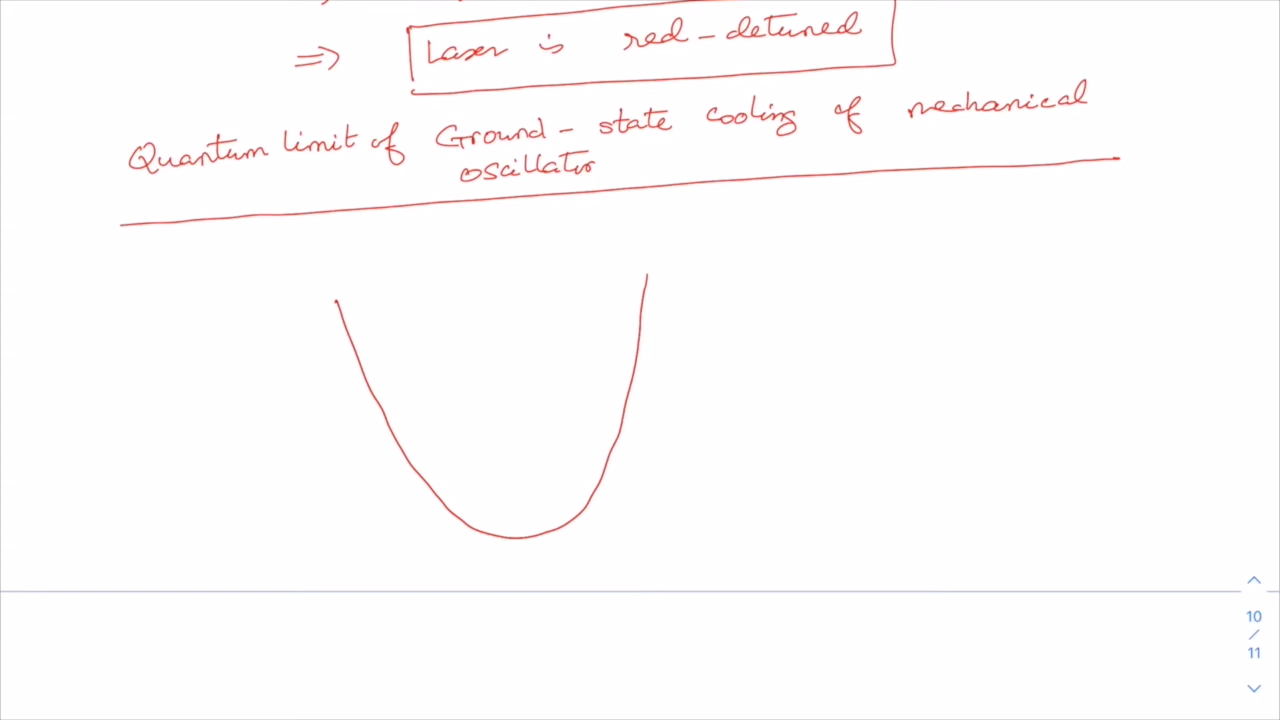 => Laser is red-detuned
Quantum limit of Ground-state cooling of mechanical
oscillator
10
/
11